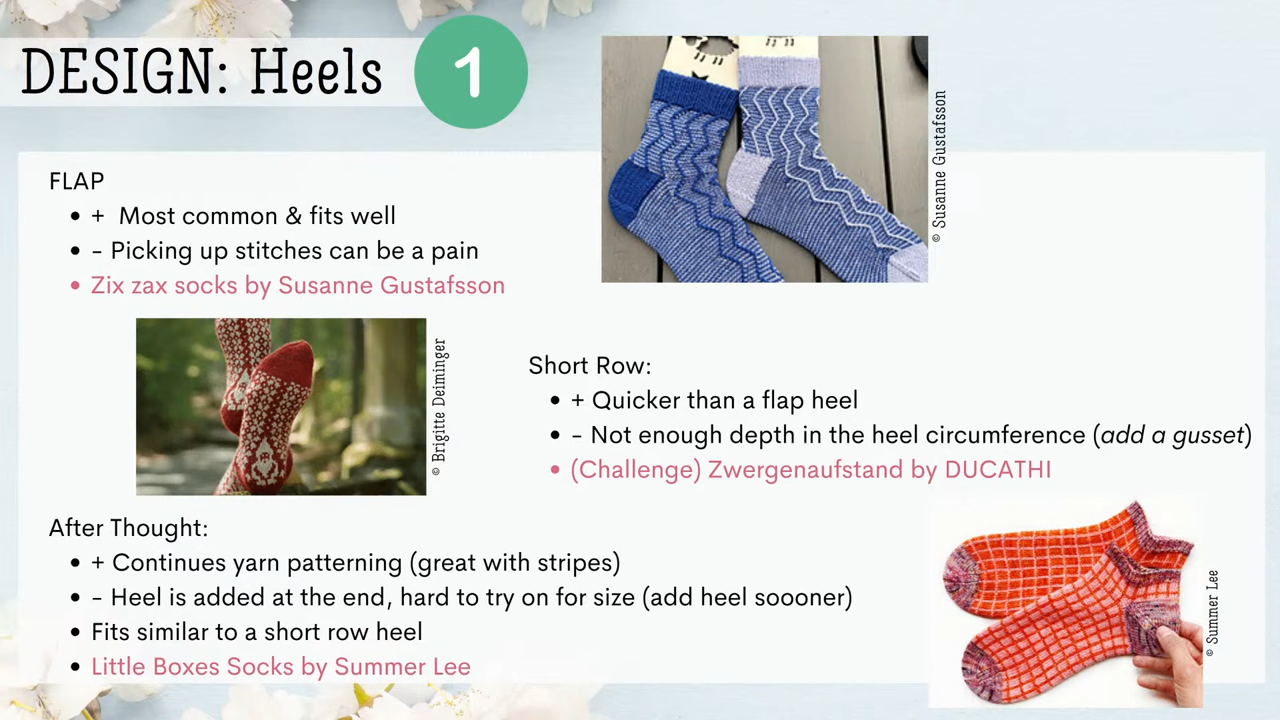 DESIGN: Heels
1
© Susanne Gustafsson
FLAP
• + Most common & fits well
• - Picking up stitches can be a pain
• Zix zax socks by Susanne Gustafsson
© Brigitte Deiminger
Short Row:
• + Quicker than a flap heel
• - Not enough depth in the heel circumference (add a gusset)
• (Challenge) Zwergenaufstand by DUCATHI
After Thought:
• + Continues yarn patterning (great with stripes)
• - Heel is added at the end, hard to try on for size (add heel soooner)
• Fits similar to a short row heel
• Little Boxes Socks by Summer Lee
© Summer Lee